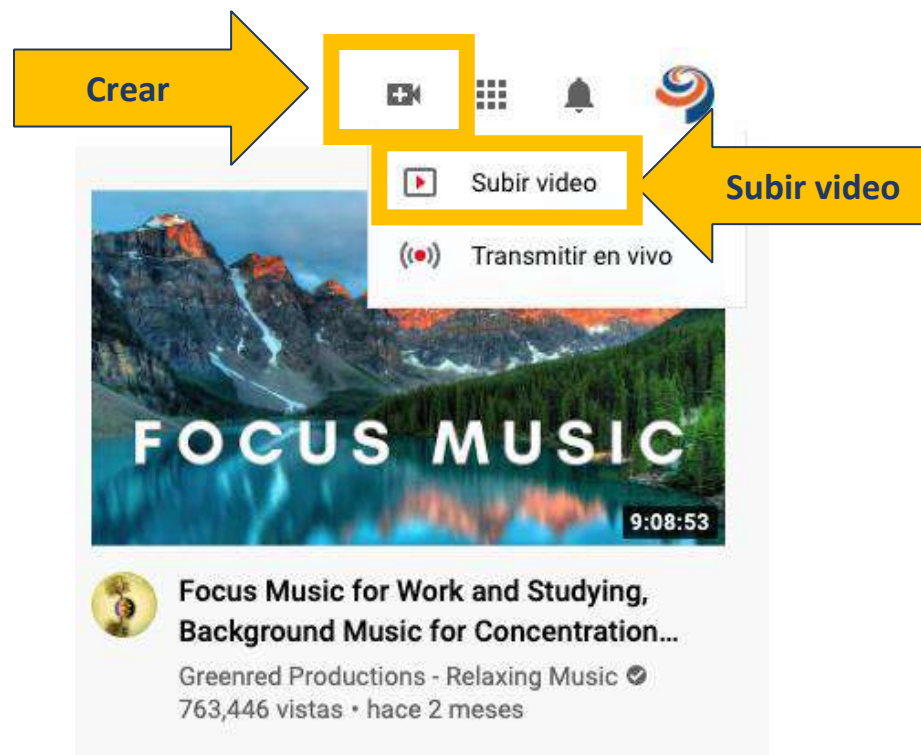 Crear
Subir video
Subir video
Transmitir en vivo
FOCUS MUSIC
9:08:53
Focus Music for Work and Studying,
Background Music for Concentration...
Greenred Productions - Relaxing Music
763,446 vistas • hace 2 meses